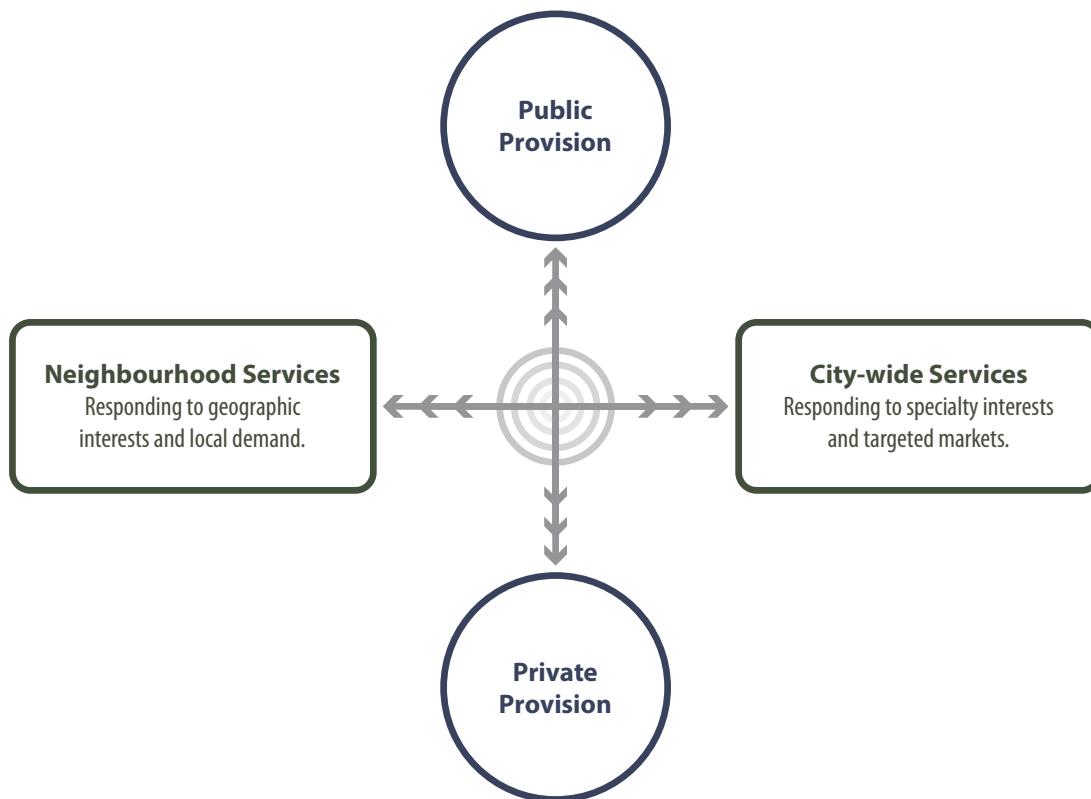 Public
Provision
Neighbourhood Services
Responding to geographic
interests and local demand.
City-wide Services
Responding to specialty interests
and targeted markets.
Private
Provision